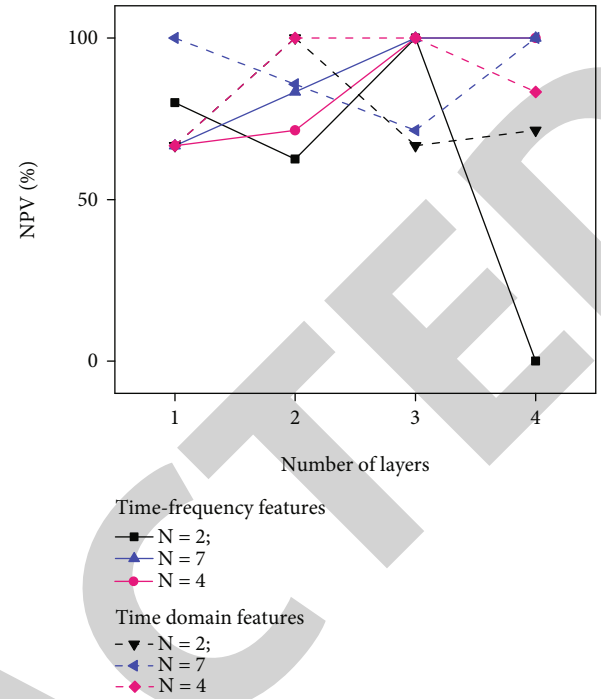 100
50
0
NPV (%)
1 2 3 4
Number of layers
Time-frequency features
N = 2;
N = 7
N = 4
Time domain features
N = 2;
N = 7
N = 4
CTED